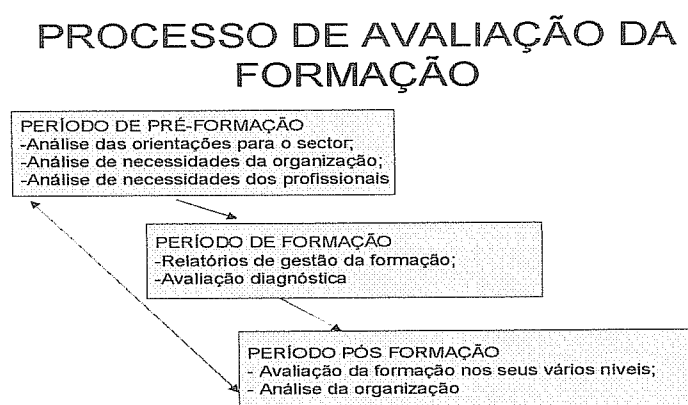 PROCESSO DE AVALIAÇÃO DA
FORMAÇÃO
PERÍODO DE PRÉ-FORMAÇÃO
-Análise das orientações para o sector;
-Análise de necessidades da organização;
-Análise de necessidades dos profissionais
PERÍODO DE FORMAÇÃO
-Relatórios de gestão da formação;
-Avaliação diagnóstica
PERÍODO PÓS FORMAÇÃO
- Avaliação da formação nos seus vários niveis;
- Análise da organização